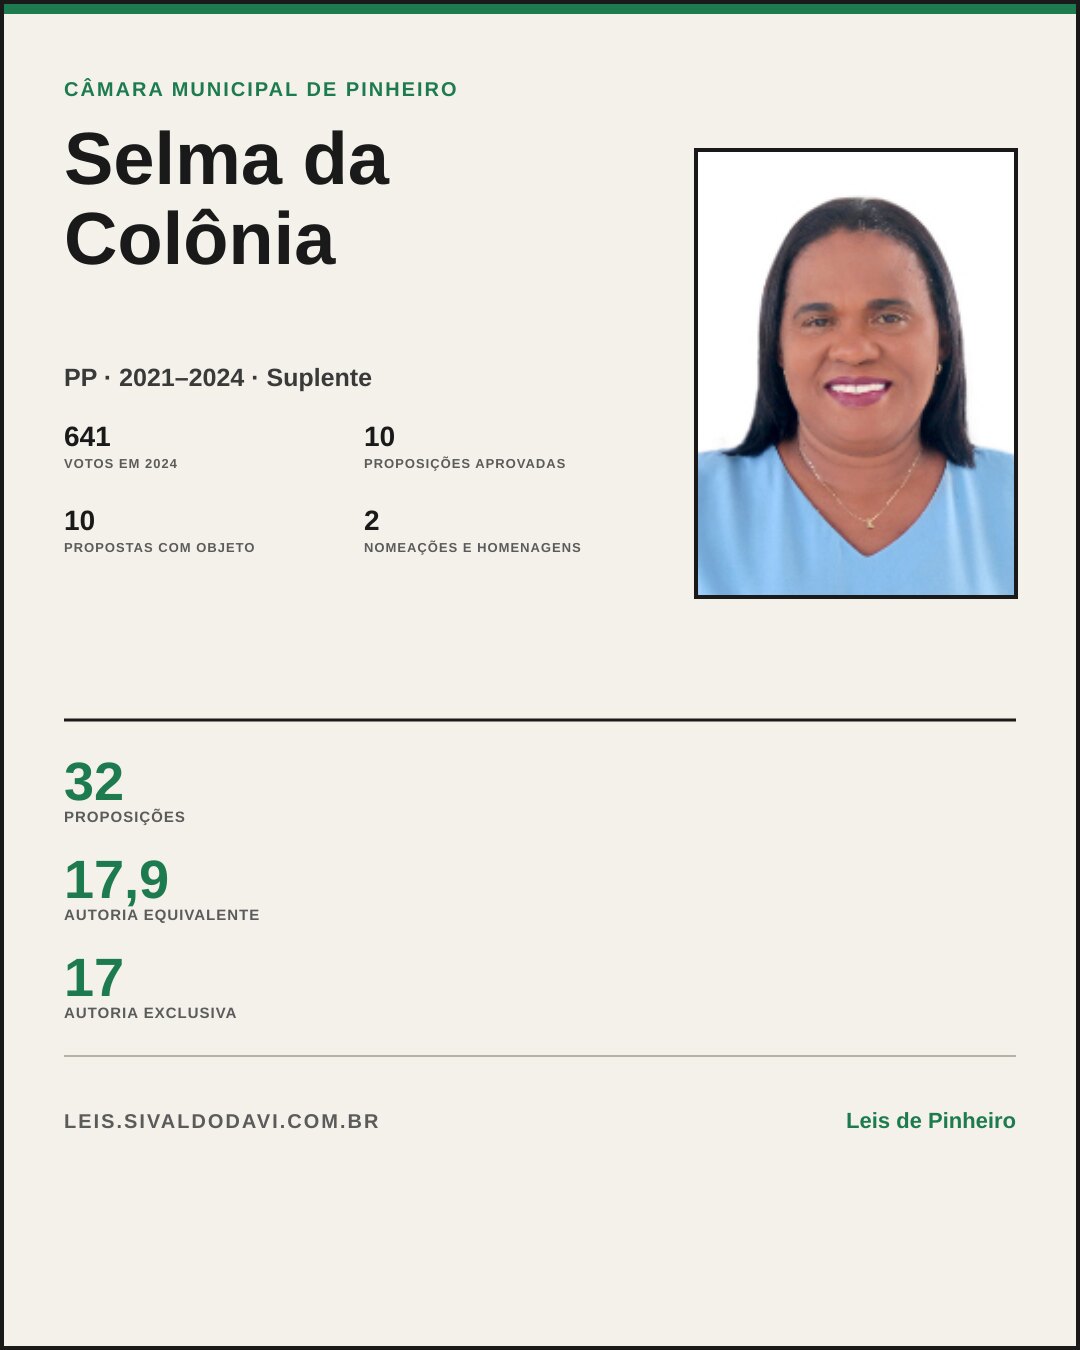 CÂMARA MUNICIPAL DE PINHEIRO
Selma da
Colônia
PP · 2021–2024 · Suplente
641
VOTOS EM 2024
10
PROPOSIÇÕES APROVADAS
10
PROPOSTAS COM OBJETO
2
NOMEAÇÕES E HOMENAGENS
32
PROPOSIÇÕES
17,9
AUTORIA EQUIVALENTE
17
AUTORIA EXCLUSIVA
LEIS.SIVALDODAVI.COM.BR
Leis de Pinheiro